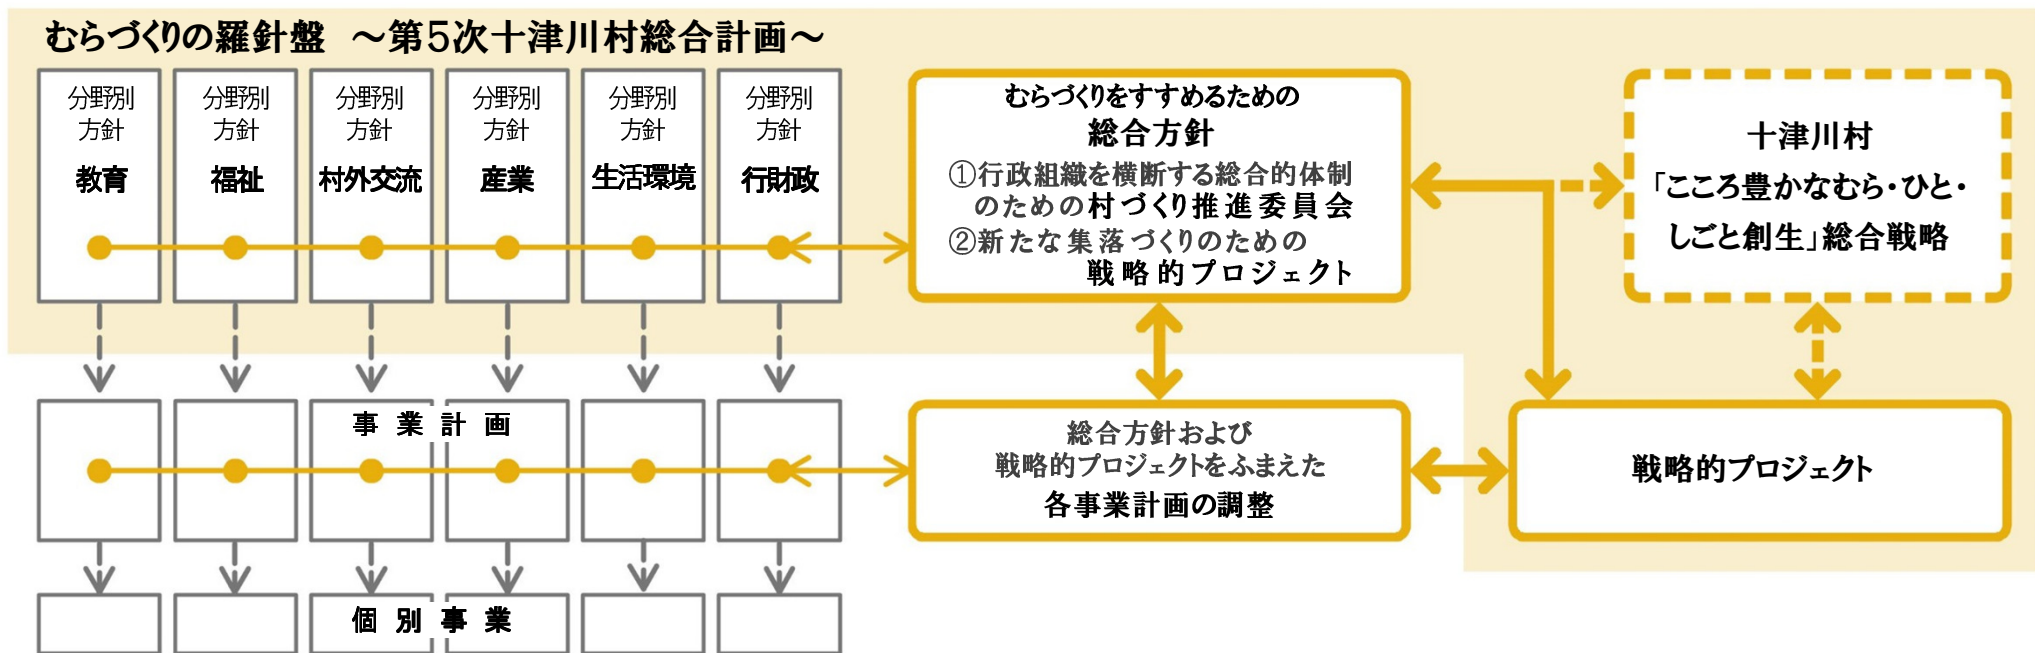 むらづくりの羅針盤 ～第５次十津川村総合計画～
分野別
方針
教育
分野別
方針
福祉
分野別
方針
村外交流
分野別
方針
産業
分野別
方針
生活環境
分野別
方針
行財政
むらづくりをすすめるための
総合方針
①行政組織を横断する総合的体制
のための村づくり推進委員会
②新たな集落づくりのための
戦略的プロジェクト
十津川村
「こころ豊かなむら・ひと・
しごと創生」総合戦略
事業計画
総合方針および
戦略的プロジェクトをふまえた
各事業計画の調整
戦略的プロジェクト
個別事業